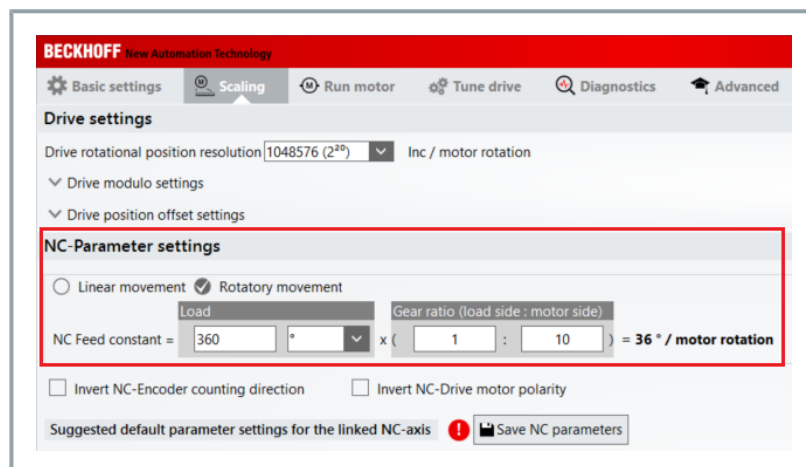 BECKHOFF New Automation Technology
Basic settings Scaling Run motor Tune drive Diagnostics Advanced
Drive settings
Drive rotational position resolution 1048576 (2²⁰) Inc / motor rotation
Drive modulo settings
Drive position offset settings
NC-Parameter settings
Linear movement Rotatory movement
Load Gear ratio (load side : motor side)
NC Feed constant = 360 ° x ( 1 : 10 ) = 36 ° / motor rotation
Invert NC-Encoder counting direction Invert NC-Drive motor polarity
Suggested default parameter settings for the linked NC-axis Save NC parameters